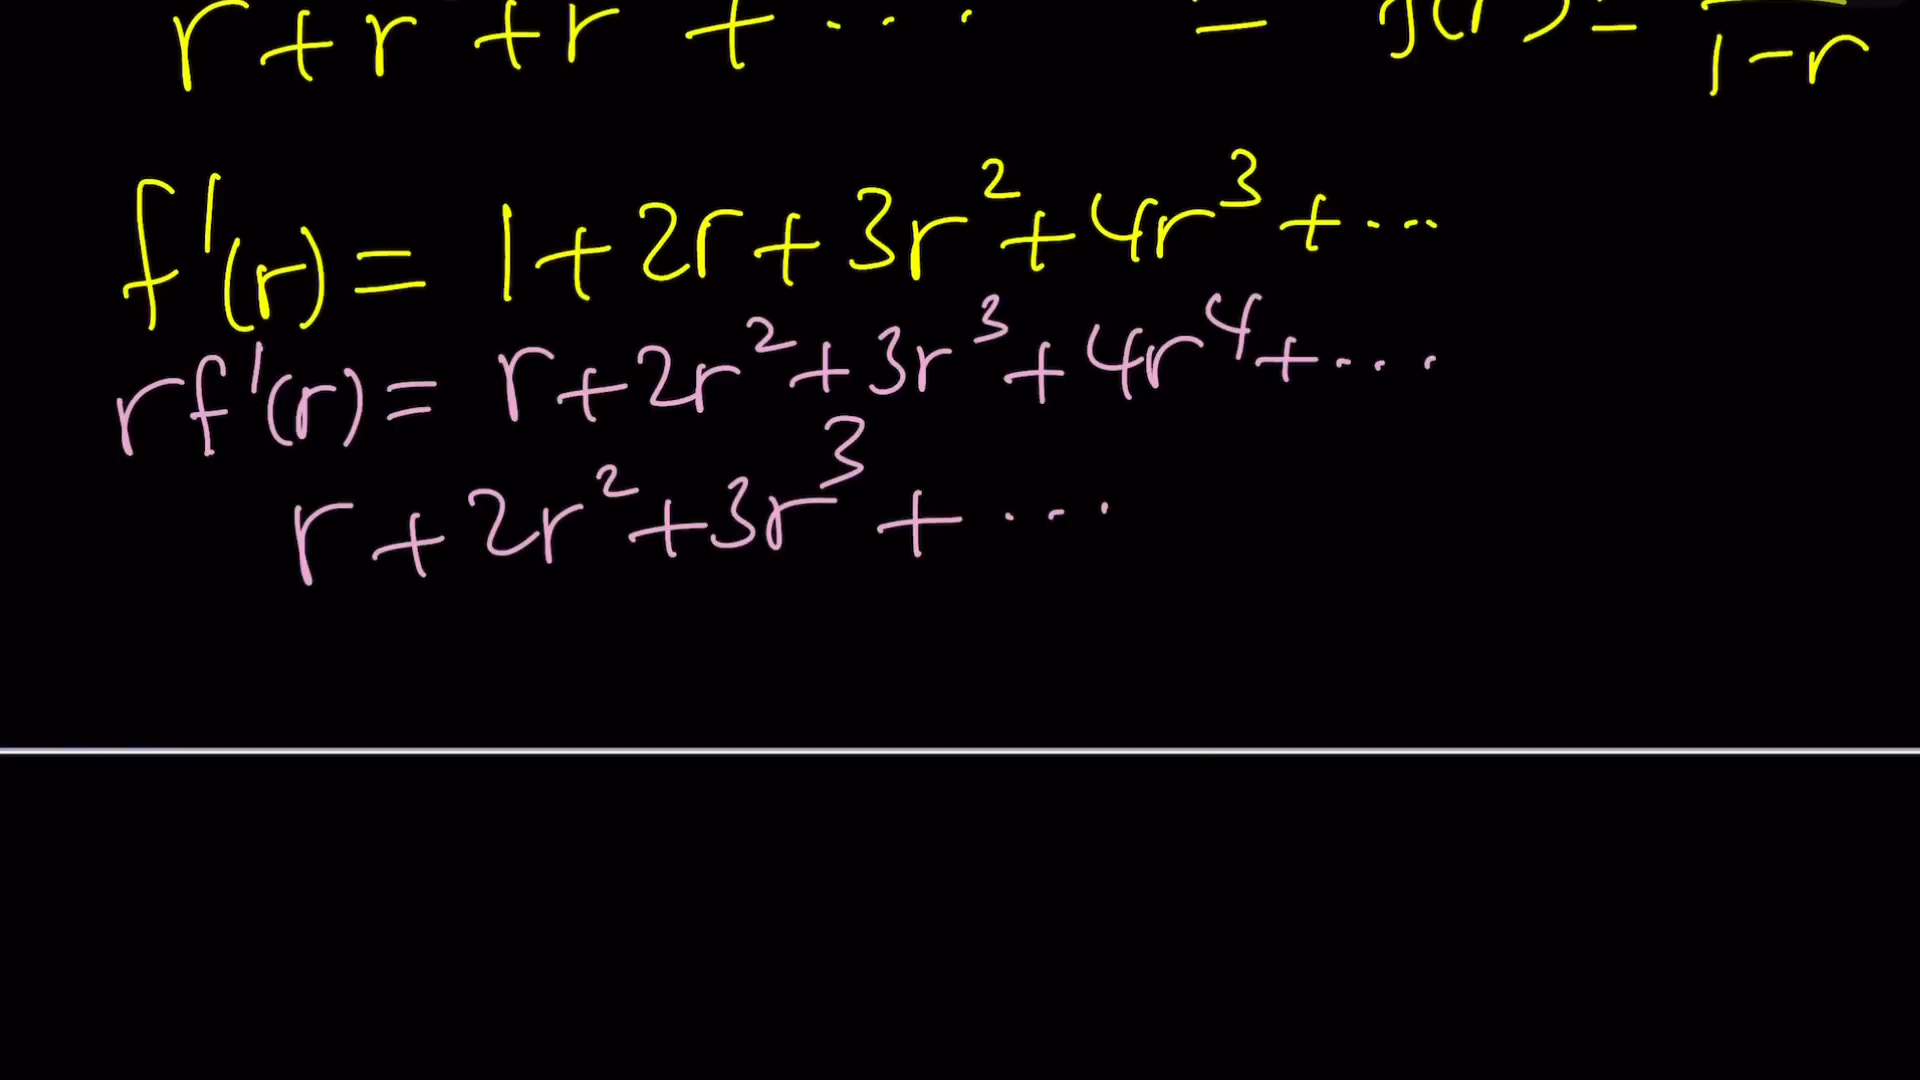 r + r + r + ... = f(r) = 1-r
f'(r) = 1 + 2r + 3r² + 4r³ + ...
rf'(r) = r + 2r² + 3r³ + 4r⁴ + ...
r + 2r² + 3r³ + ...